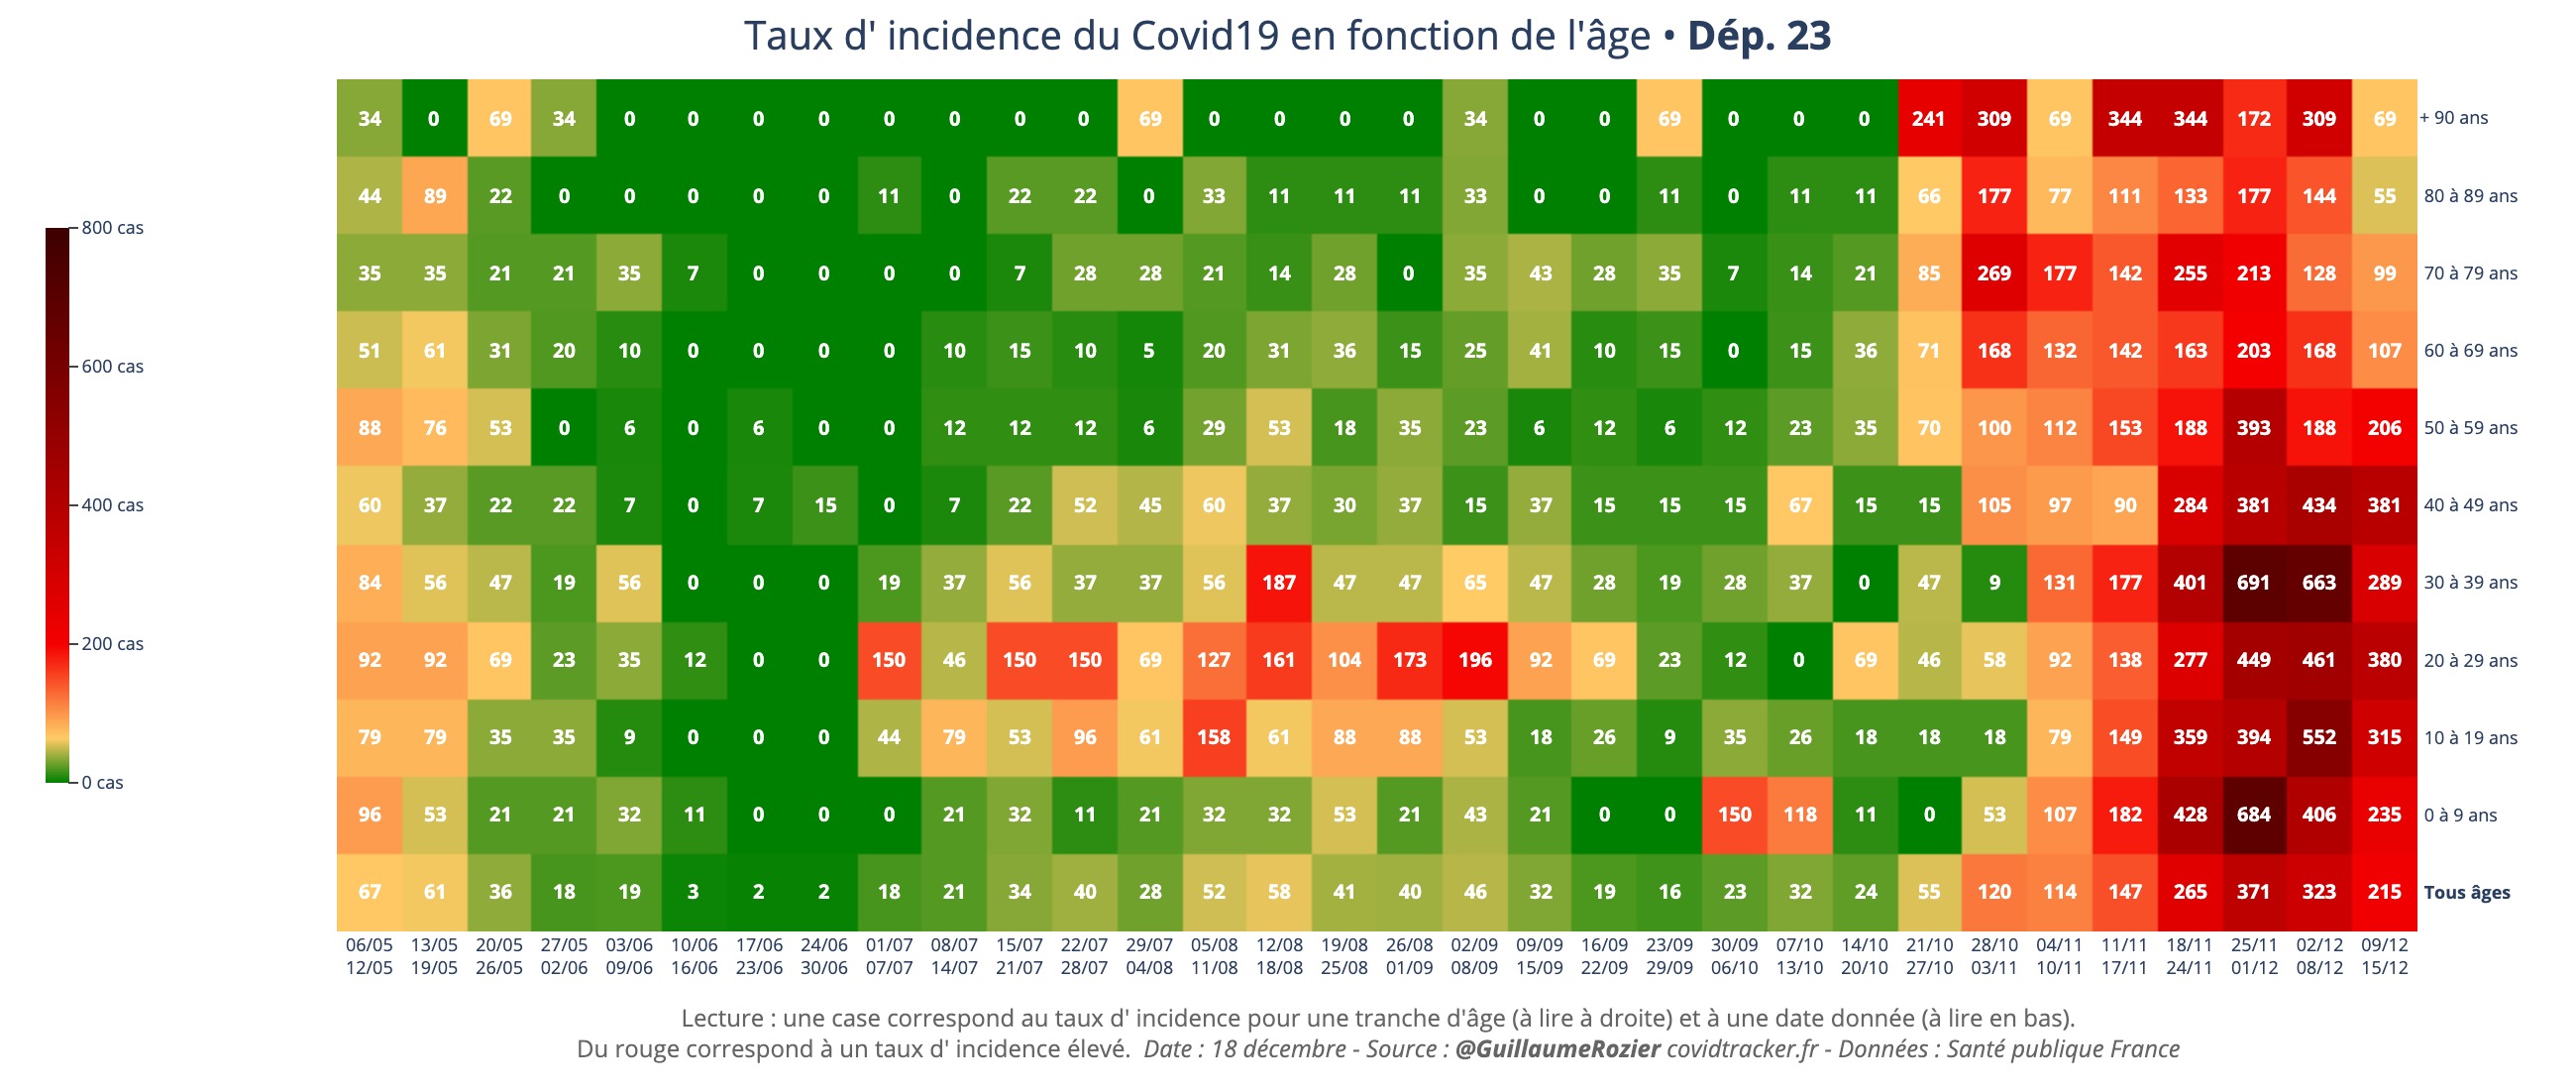 Taux d' incidence du Covid19 en fonction de l'âge • Dép. 23
800 cas
600 cas
400 cas
200 cas
0 cas
34 0 69 34 0 0 0 0 0 0 0 0 69 0 0 0 0 34 0 0 69 0 0 0 241 309 69 344 344 172 309 69 + 90 ans
44 89 22 0 0 0 0 0 11 0 22 22 0 33 11 11 11 33 0 0 11 0 11 11 66 177 77 111 133 177 144 55 80 à 89 ans
35 35 21 21 35 7 0 0 0 0 7 28 28 21 14 28 0 35 43 28 35 7 14 21 85 269 177 142 255 213 128 99 70 à 79 ans
51 61 31 20 10 0 0 0 0 10 15 10 5 20 31 36 15 25 41 10 15 0 15 36 71 168 132 142 163 203 168 107 60 à 69 ans
88 76 53 0 6 0 6 0 0 12 12 12 6 29 53 18 35 23 6 12 6 12 23 35 70 100 112 153 188 393 188 206 50 à 59 ans
60 37 22 22 7 0 7 15 0 7 22 52 45 60 37 30 37 15 37 15 15 15 67 15 15 105 97 90 284 381 434 381 40 à 49 ans
84 56 47 19 56 0 0 0 19 37 56 37 37 56 187 47 47 65 47 28 19 28 37 0 47 9 131 177 401 691 663 289 30 à 39 ans
92 92 69 23 35 12 0 0 150 46 150 150 69 127 161 104 173 196 92 69 23 12 0 69 46 58 92 138 277 449 461 380 20 à 29 ans
79 79 35 35 9 0 0 0 44 79 53 96 61 158 61 88 88 53 18 26 9 35 26 18 18 18 79 149 359 394 552 315 10 à 19 ans
96 53 21 21 32 11 0 0 0 21 32 11 21 32 32 53 21 43 21 0 0 150 118 11 0 53 107 182 428 684 406 235 0 à 9 ans
67 61 36 18 19 3 2 2 18 21 34 40 28 52 58 41 40 46 32 19 16 23 32 24 55 120 114 147 265 371 323 215 Tous âges
06/05 13/05 20/05 27/05 03/06 10/06 17/06 24/06 01/07 08/07 15/07 22/07 29/07 05/08 12/08 19/08 26/08 02/09 09/09 16/09 23/09 30/09 07/10 14/10 21/10 28/10 04/11 11/11 18/11 25/11 02/12 09/12
12/05 19/05 26/05 02/06 09/06 16/06 23/06 30/06 07/07 14/07 21/07 28/07 04/08 11/08 18/08 25/08 01/09 08/09 15/09 22/09 29/09 06/10 13/10 20/10 27/10 03/11 10/11 17/11 24/11 01/12 08/12 15/12
Lecture : une case correspond au taux d' incidence pour une tranche d'âge (à lire à droite) et à une date donnée (à lire en bas).
Du rouge correspond à un taux d' incidence élevé. Date : 18 décembre - Source : @GuillaumeRozier covidtracker.fr - Données : Santé publique France